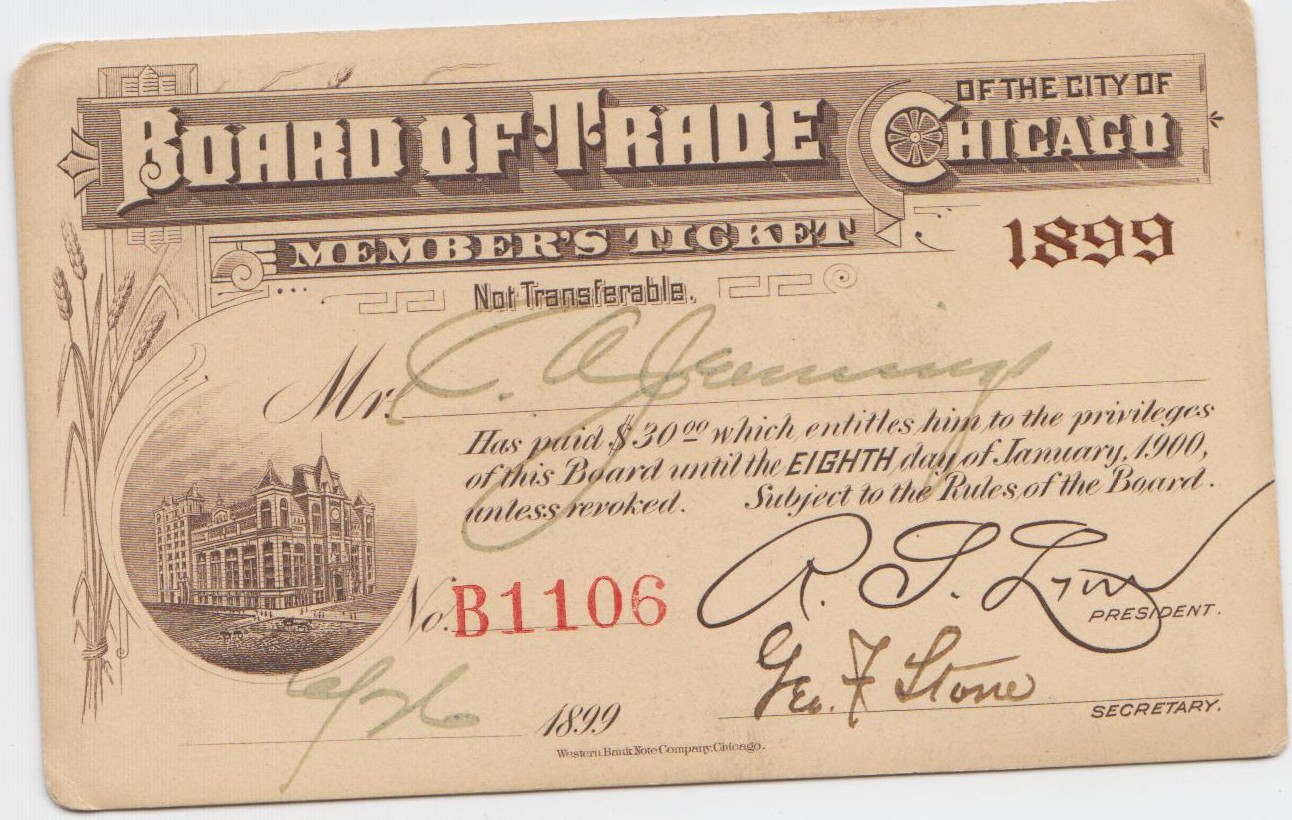 BOARD OF TRADE OF THE CITY OF CHICAGO
MEMBER'S TICKET
1899
Not Transferable.
Mr. C. A. Jennings
Has paid $30 00 which entitles him to the privileges
of this Board until the EIGHTH day of January, 1900,
unless revoked. Subject to the Rules of the Board.
R. S. Lyon
PRESIDENT.
No. B1106
Geo. F Stone
SECRETARY.
1899
Western Bank Note Company, Chicago.